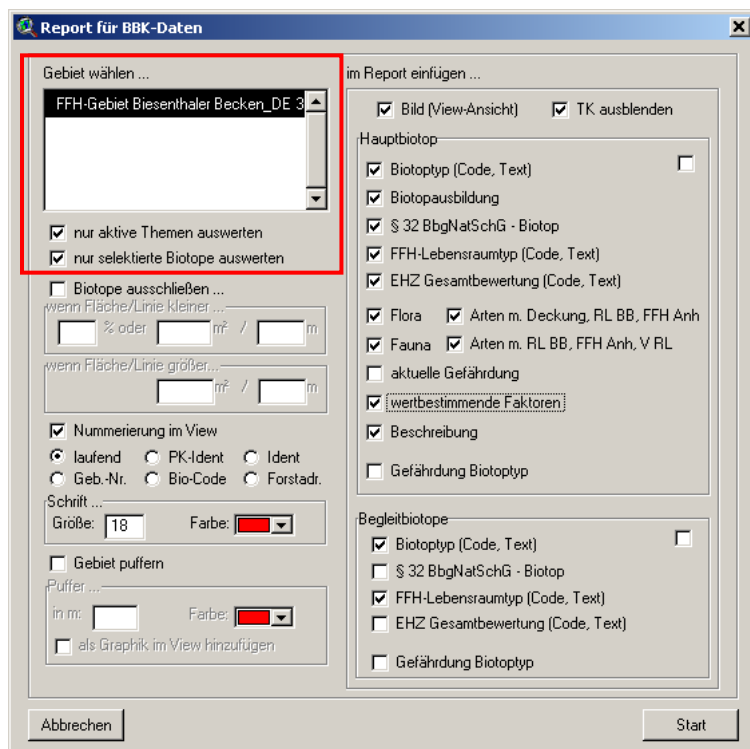 Report für BBK-Daten
Gebiet wählen ...
FFH-Gebiet Biesenthaler Becken_DE 3
nur aktive Themen auswerten
nur selektierte Biotope auswerten
Biotope ausschließen ...
wenn Fläche/Linie kleiner ...
% oder m² / m
wenn Fläche/Linie größer...
m² / m
Nummerierung im View
laufend PK-Ident Ident
Geb.-Nr. Bio-Code Forstadr.
Schrift ...
Größe: 18 Farbe:
Gebiet puffern
Puffer ...
in m: Farbe:
als Graphik im View hinzufügen
im Report einfügen ...
Bild (View-Ansicht) TK ausblenden
Hauptbiotop
Biotoptyp (Code, Text)
Biotopausbildung
§ 32 BbgNatSchG - Biotop
FFH-Lebensraumtyp (Code, Text)
EHZ Gesamtbewertung (Code, Text)
Flora Arten m. Deckung, RL BB, FFH Anh
Fauna Arten m. RL BB, FFH Anh, V RL
aktuelle Gefährdung
wertbestimmende Faktoren
Beschreibung
Gefährdung Biotoptyp
Begleitbiotope
Biotoptyp (Code, Text)
§ 32 BbgNatSchG - Biotop
FFH-Lebensraumtyp (Code, Text)
EHZ Gesamtbewertung (Code, Text)
Gefährdung Biotoptyp
Abbrechen Start